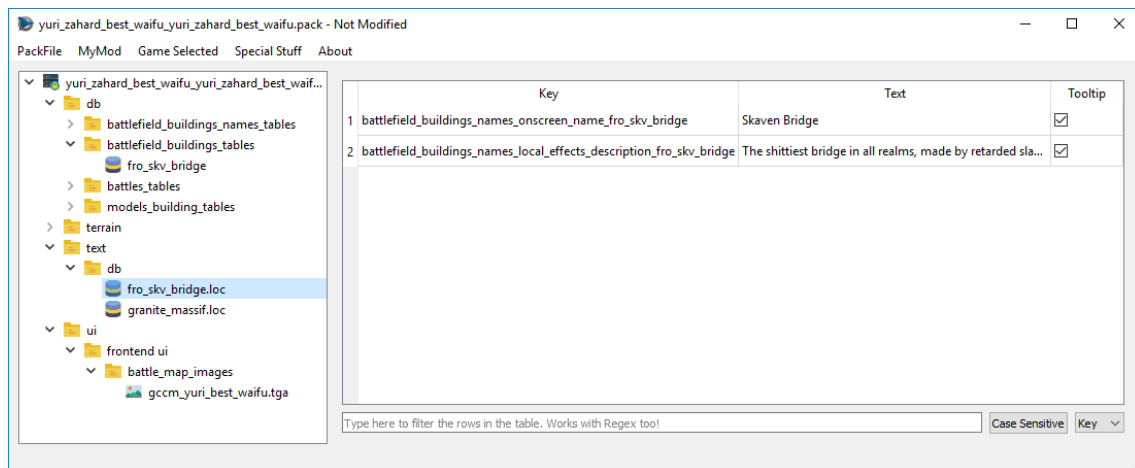 yuri_zahard_best_waifu_yuri_zahard_best_waifu.pack - Not Modified
PackFile MyMod Game Selected Special Stuff About
yuri_zahard_best_waifu_yuri_zahard_best_waif...
db
battlefield_buildings_names_tables
battlefield_buildings_tables
fro_skv_bridge
battles_tables
models_building_tables
terrain
text
db
fro_skv_bridge.loc
granite_massif.loc
ui
frontend ui
battle_map_images
gccm_yuri_best_waifu.tga
Key Text Tooltip
1 battlefield_buildings_names_onscreen_name_fro_skv_bridge Skaven Bridge
2 battlefield_buildings_names_local_effects_description_fro_skv_bridge The shittiest bridge in all realms, made by retarded sla...
Type here to filter the rows in the table. Works with Regex too! Case Sensitive Key